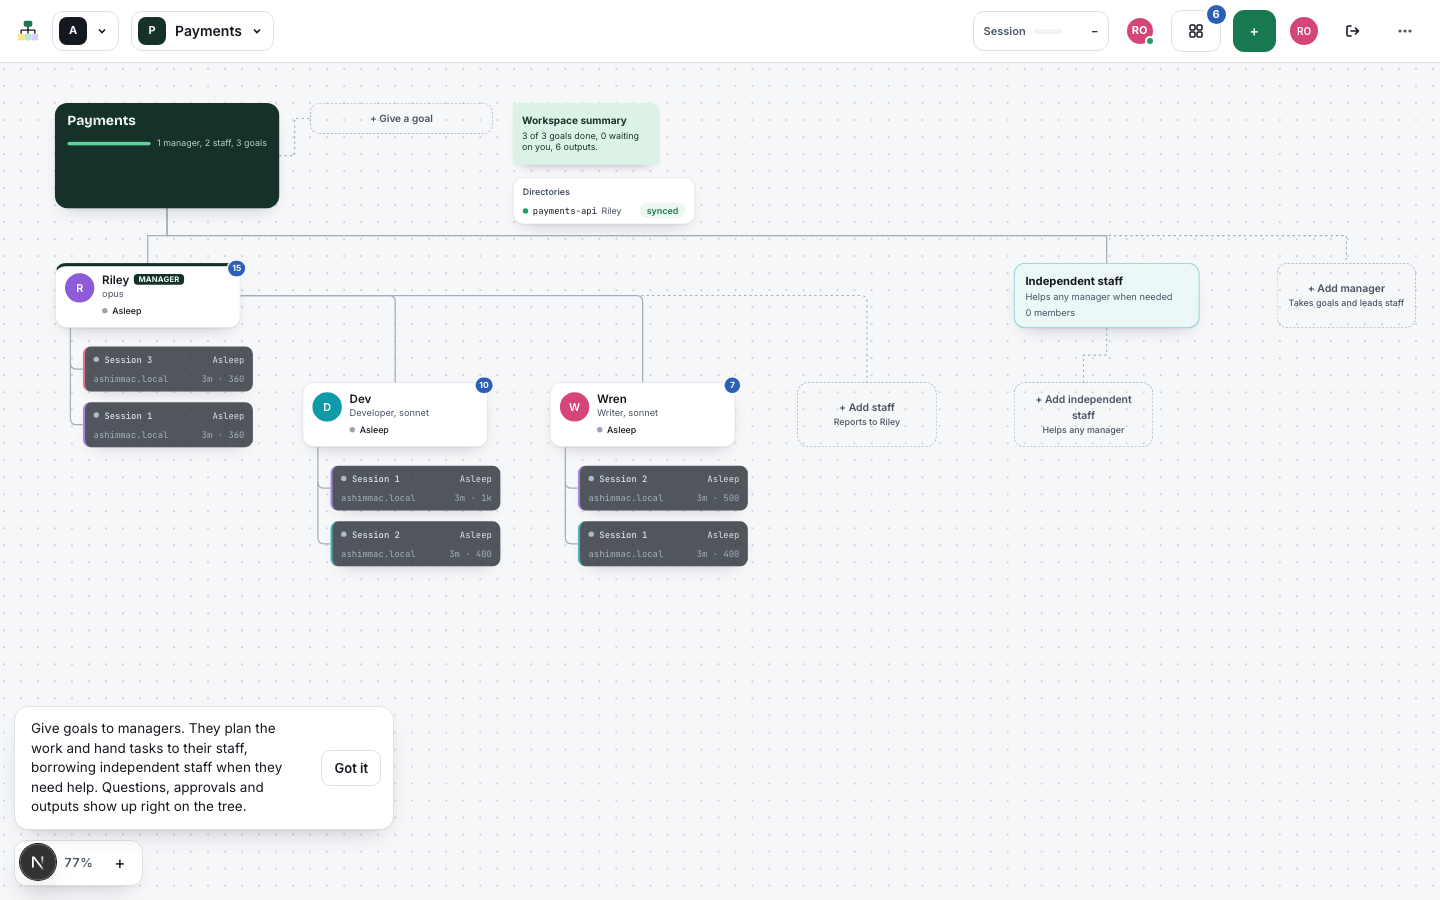 A
P Payments
Session –
RO
6
+
RO
Payments
1 manager, 2 staff, 3 goals
+ Give a goal
Workspace summary
3 of 3 goals done, 0 waiting
on you, 6 outputs.
Directories
payments-api Riley synced
15
R
Riley MANAGER
opus
Asleep
Independent staff
Helps any manager when needed
0 members
+ Add manager
Takes goals and leads staff
Session 3 Asleep
ashimmac.local 3m · 360
Session 1 Asleep
ashimmac.local 3m · 360
10
D
Dev
Developer, sonnet
Asleep
7
W
Wren
Writer, sonnet
Asleep
+ Add staff
Reports to Riley
+ Add independent
staff
Helps any manager
Session 1 Asleep
ashimmac.local 3m · 1k
Session 2 Asleep
ashimmac.local 3m · 400
Session 2 Asleep
ashimmac.local 3m · 500
Session 1 Asleep
ashimmac.local 3m · 400
Give goals to managers. They plan the
work and hand tasks to their staff,
borrowing independent staff when they
need help. Questions, approvals and
outputs show up right on the tree.
Got it
N
77% +